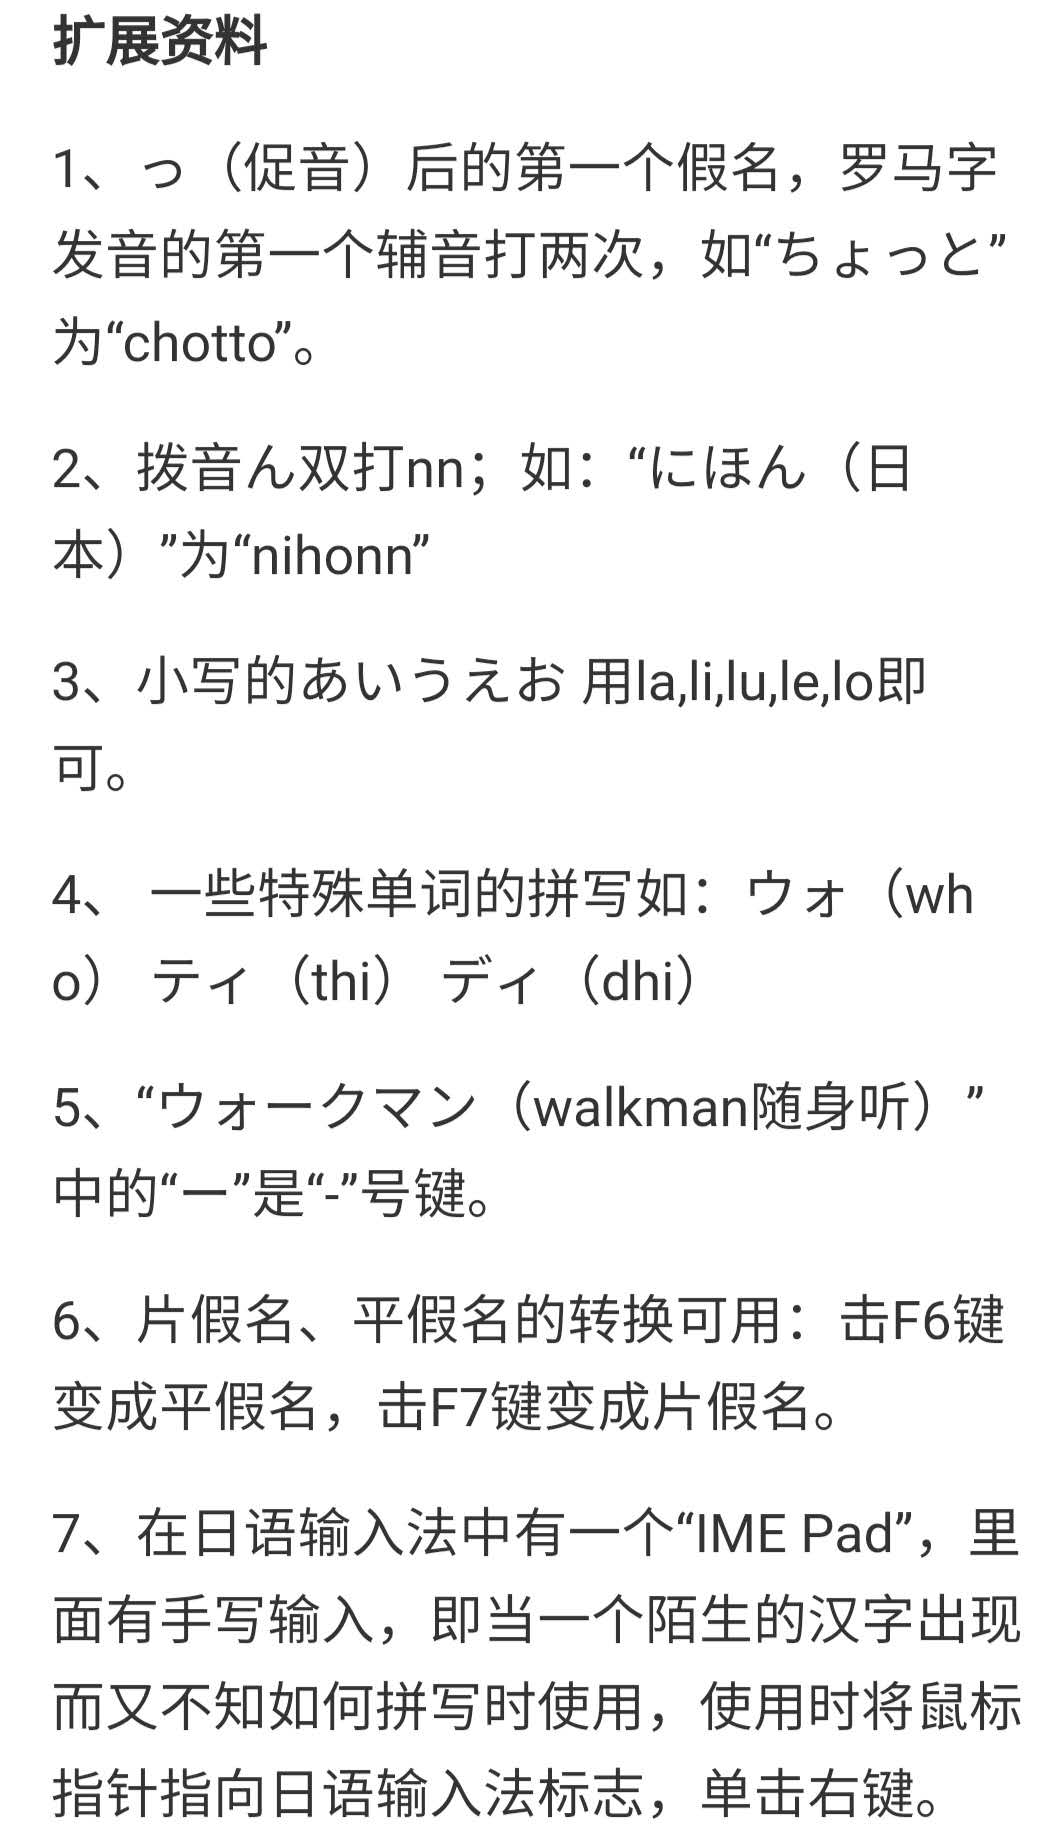 扩展资料
1、っ（促音）后的第一个假名，罗马字
发音的第一个辅音打两次，如“ちょっと”
为“chotto”。
2、拨音ん双打nn；如：“にほん（日
本）”为“nihonn”
3、小写的あいうえお 用la,li,lu,le,lo即
可。
4、 一些特殊单词的拼写如：ウォ（wh
o） ティ（thi） ディ（dhi）
5、“ウォークマン（walkman随身听）”
中的“ー”是“-”号键。
6、片假名、平假名的转换可用：击F6键
变成平假名，击F7键变成片假名。
7、在日语输入法中有一个“IME Pad”，里
面有手写输入，即当一个陌生的汉字出现
而又不知如何拼写时使用，使用时将鼠标
指针指向日语输入法标志，单击右键。